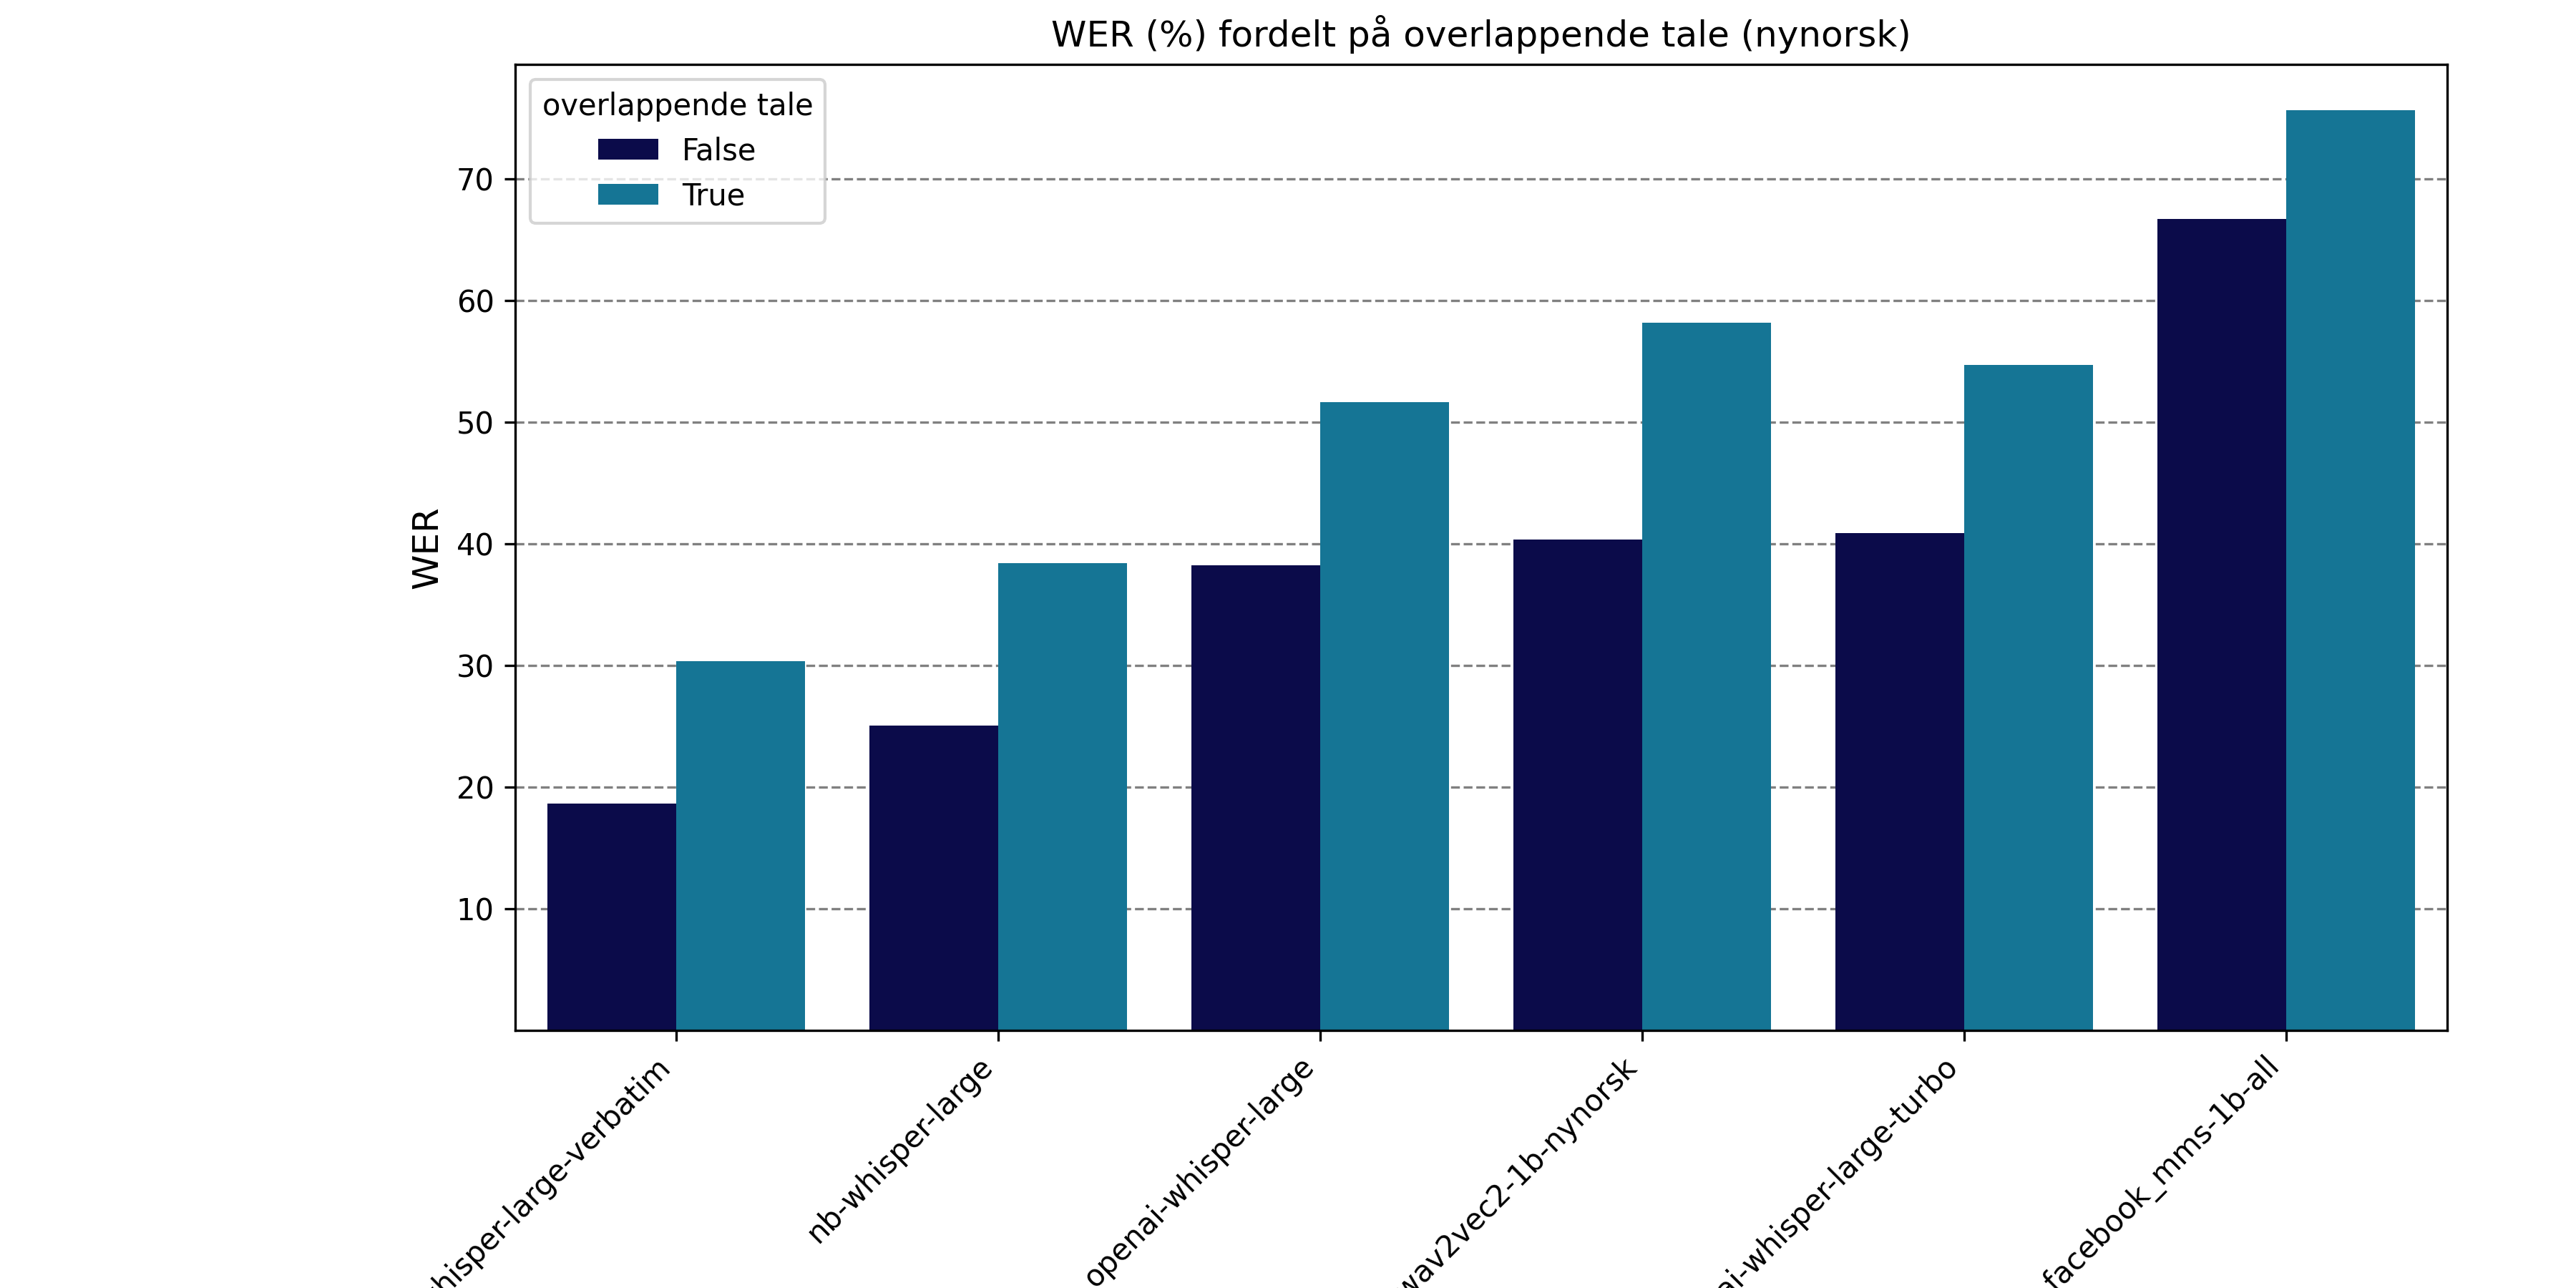 WER (%) fordelt på overlappende tale (nynorsk)
overlappende tale
False
True
70
60
50
40
30
20
10
WER
whisper-large-verbatim
nb-whisper-large
openai-whisper-large
wav2vec2-1b-nynorsk
ai-whisper-large-turbo
facebook_mms-1b-all